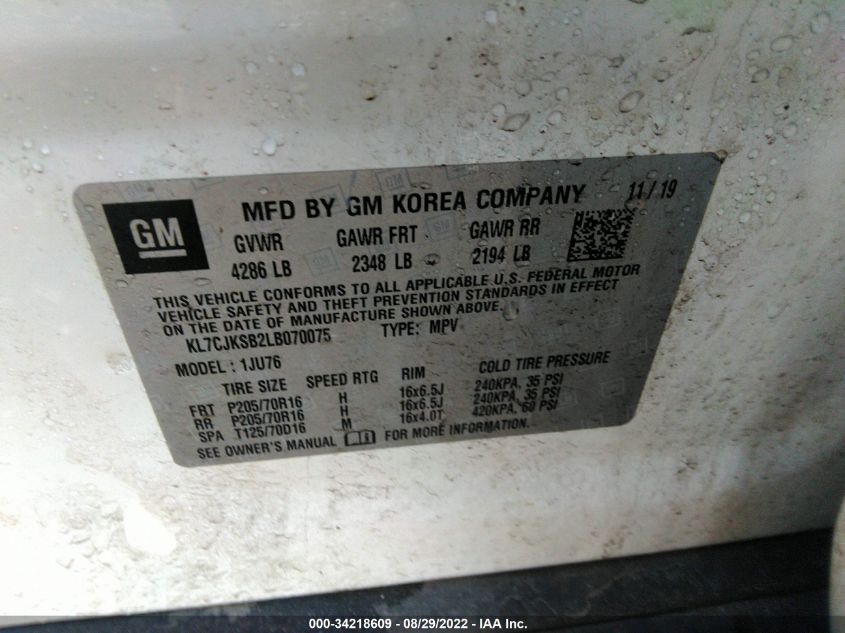 GM
MFD BY GM KOREA COMPANY 11/19
GVWR GAWR FRT GAWR RR
4286 LB 2348 LB 2194 LB
THIS VEHICLE CONFORMS TO ALL APPLICABLE U.S. FEDERAL MOTOR
VEHICLE SAFETY AND THEFT PREVENTION STANDARDS IN EFFECT
ON THE DATE OF MANUFACTURE SHOWN ABOVE.
KL7CJKSB2LB070075 TYPE: MPV
MODEL : 1JU76
TIRE SIZE SPEED RTG RIM COLD TIRE PRESSURE
FRT P205/70R16 H 16x6.5J 240KPA, 35 PSI
RR P205/70R16 H 16x6.5J 240KPA, 35 PSI
SPA T125/70D16 M 16x4.0T 420KPA, 60 PSI
SEE OWNER'S MANUAL FOR MORE INFORMATION.
000-34218609 - 08/29/2022 - IAA Inc.